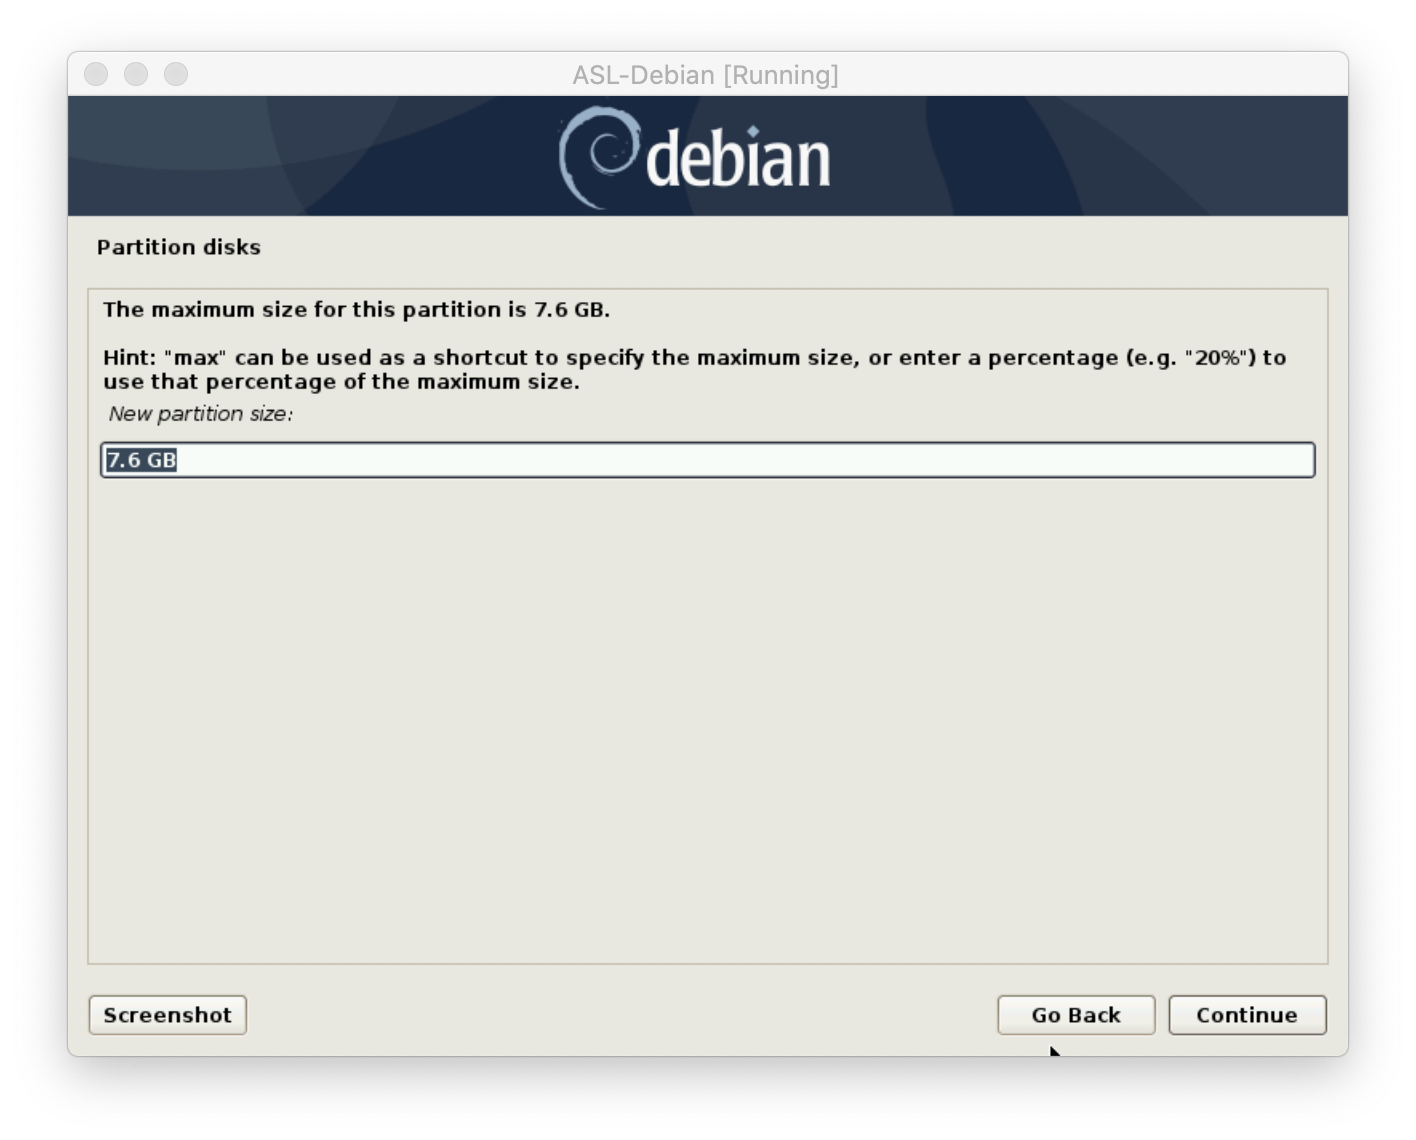 ASL-Debian [Running]
debian
Partition disks
The maximum size for this partition is 7.6 GB.
Hint: "max" can be used as a shortcut to specify the maximum size, or enter a percentage (e.g. "20%") to
use that percentage of the maximum size.
New partition size:
7.6 GB
Screenshot
Go Back
Continue